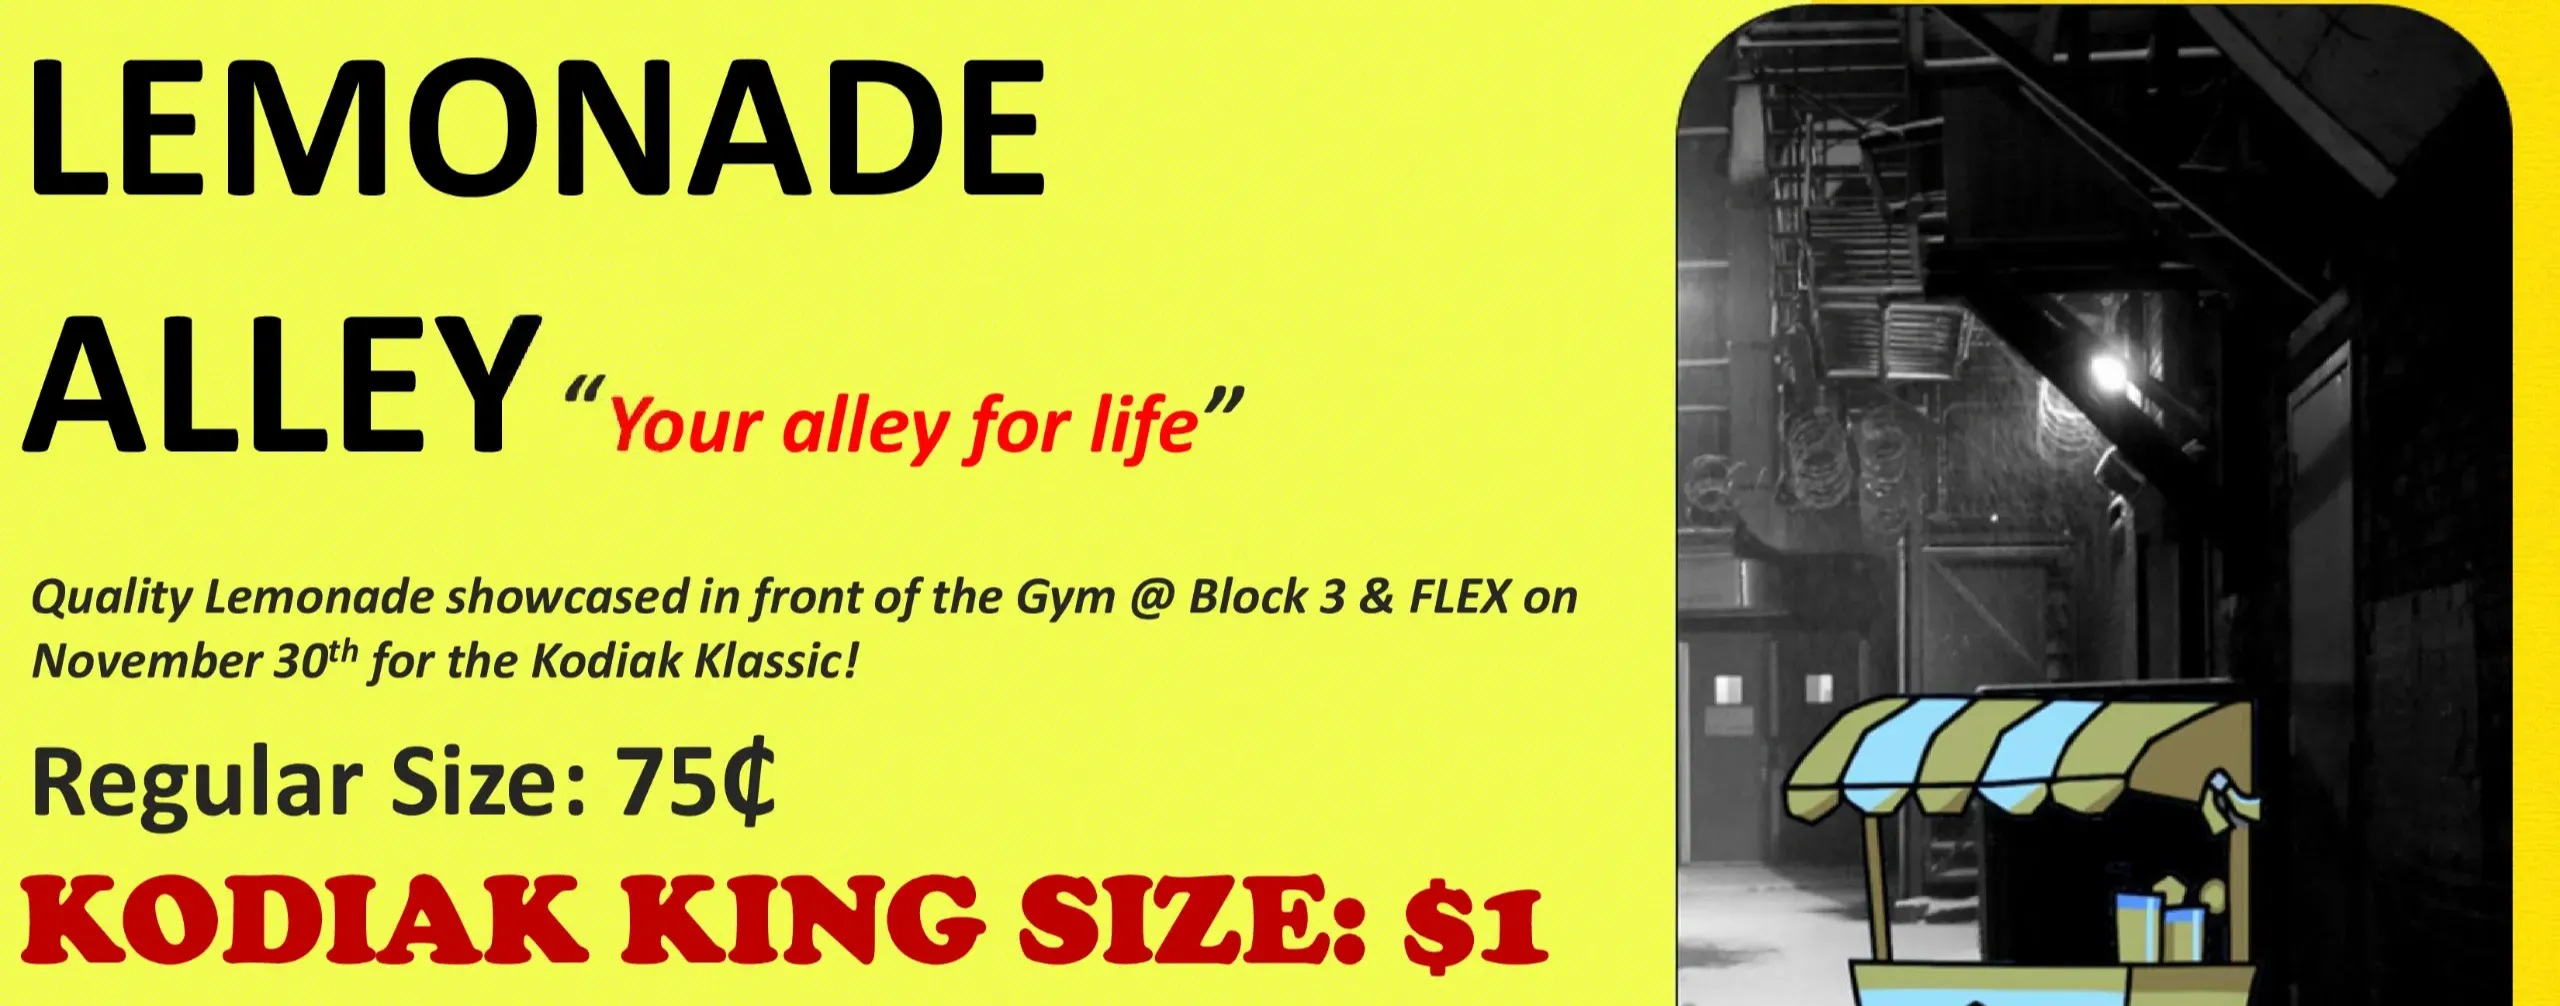 LEMONADE
ALLEY “Your alley for life”
Quality Lemonade showcased in front of the Gym @ Block 3 & FLEX on
November 30th for the Kodiak Klassic!
Regular Size: 75₵
KODIAK KING SIZE: $1